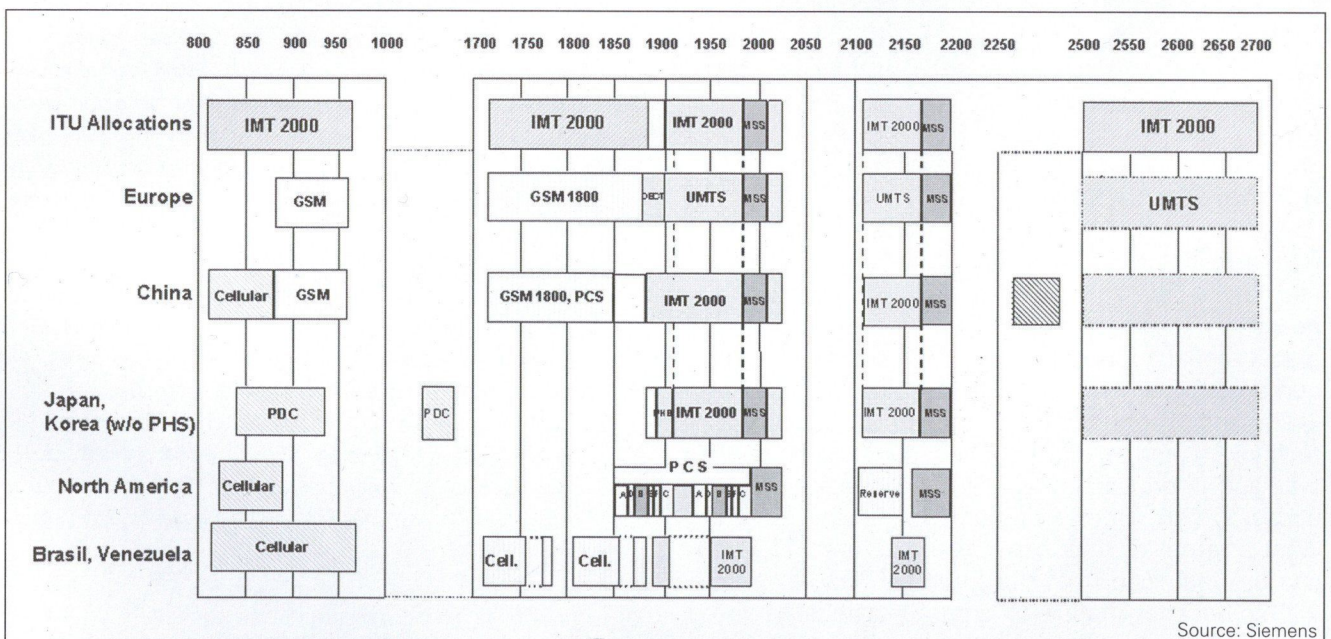 800 850 900 950 1000 1700 1750 1800 1850 1900 1950 2000 2050 2100 2150 2200 2250 2500 2550 2600 2650 2700
ITU Allocations IMT 2000 IMT 2000 IMT 2000 MSS IMT 2000 MSS IMT 2000
Europe GSM GSM 1800 DECT UMTS MSS UMTS MSS UMTS
China Cellular GSM GSM 1800, PCS IMT 2000 MSS IMT 2000 MSS
Japan,
Korea (w/o PHS) PDC PDC IMT 2000 MSS IMT 2000 MSS
PCS
North America Cellular A D B E F C A D B E F C MSS Reserve MSS
Brasil, Venezuela Cellular Cell. Cell. IMT 2000 IMT 2000
Source: Siemens